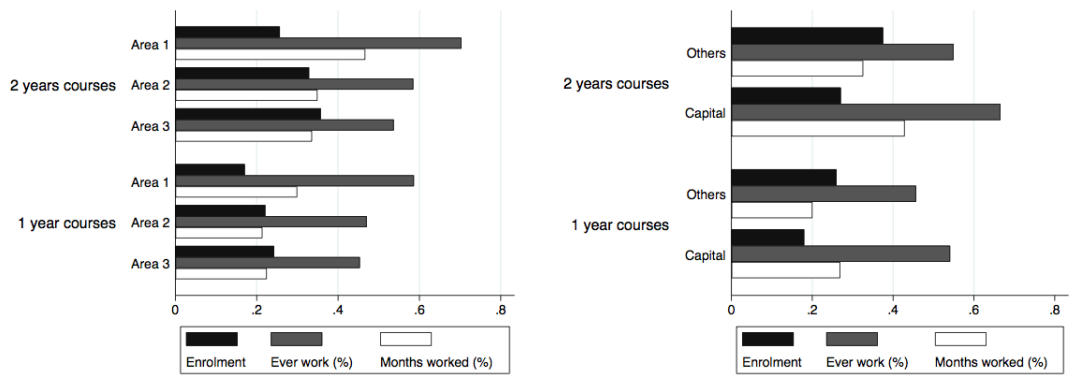 Area 1
2 years courses
Area 2
Area 3
Area 1
1 year courses
Area 2
Area 3
0 .2 .4 .6 .8
Enrolment Ever work (%) Months worked (%)
Others
2 years courses
Capital
Others
1 year courses
Capital
0 .2 .4 .6 .8
Enrolment Ever work (%) Months worked (%)